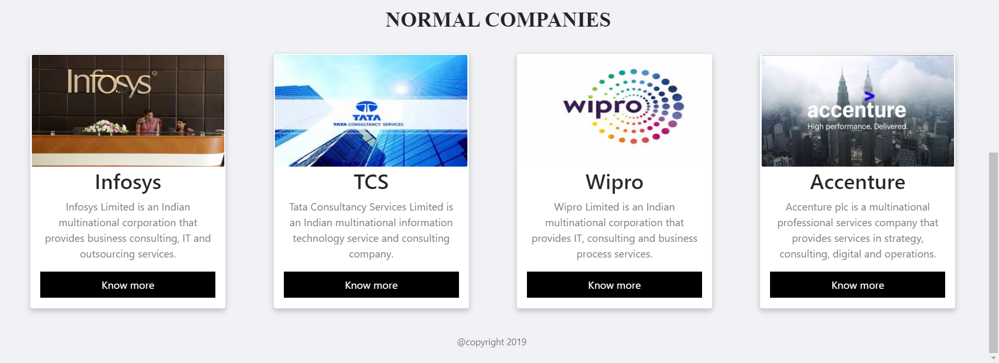 NORMAL COMPANIES
Infosys
TATA
TATA CONSULTANCY SERVICES
wipro
accenture
High performance. Delivered.
Infosys
Infosys Limited is an Indian
multinational corporation that
provides business consulting, IT and
outsourcing services.
Know more
TCS
Tata Consultancy Services Limited is
an Indian multinational information
technology service and consulting
company.
Know more
Wipro
Wipro Limited is an Indian
multinational corporation that
provides IT, consulting and business
process services.
Know more
Accenture
Accenture plc is a multinational
professional services company that
provides services in strategy,
consulting, digital and operations.
Know more
@copyright 2019